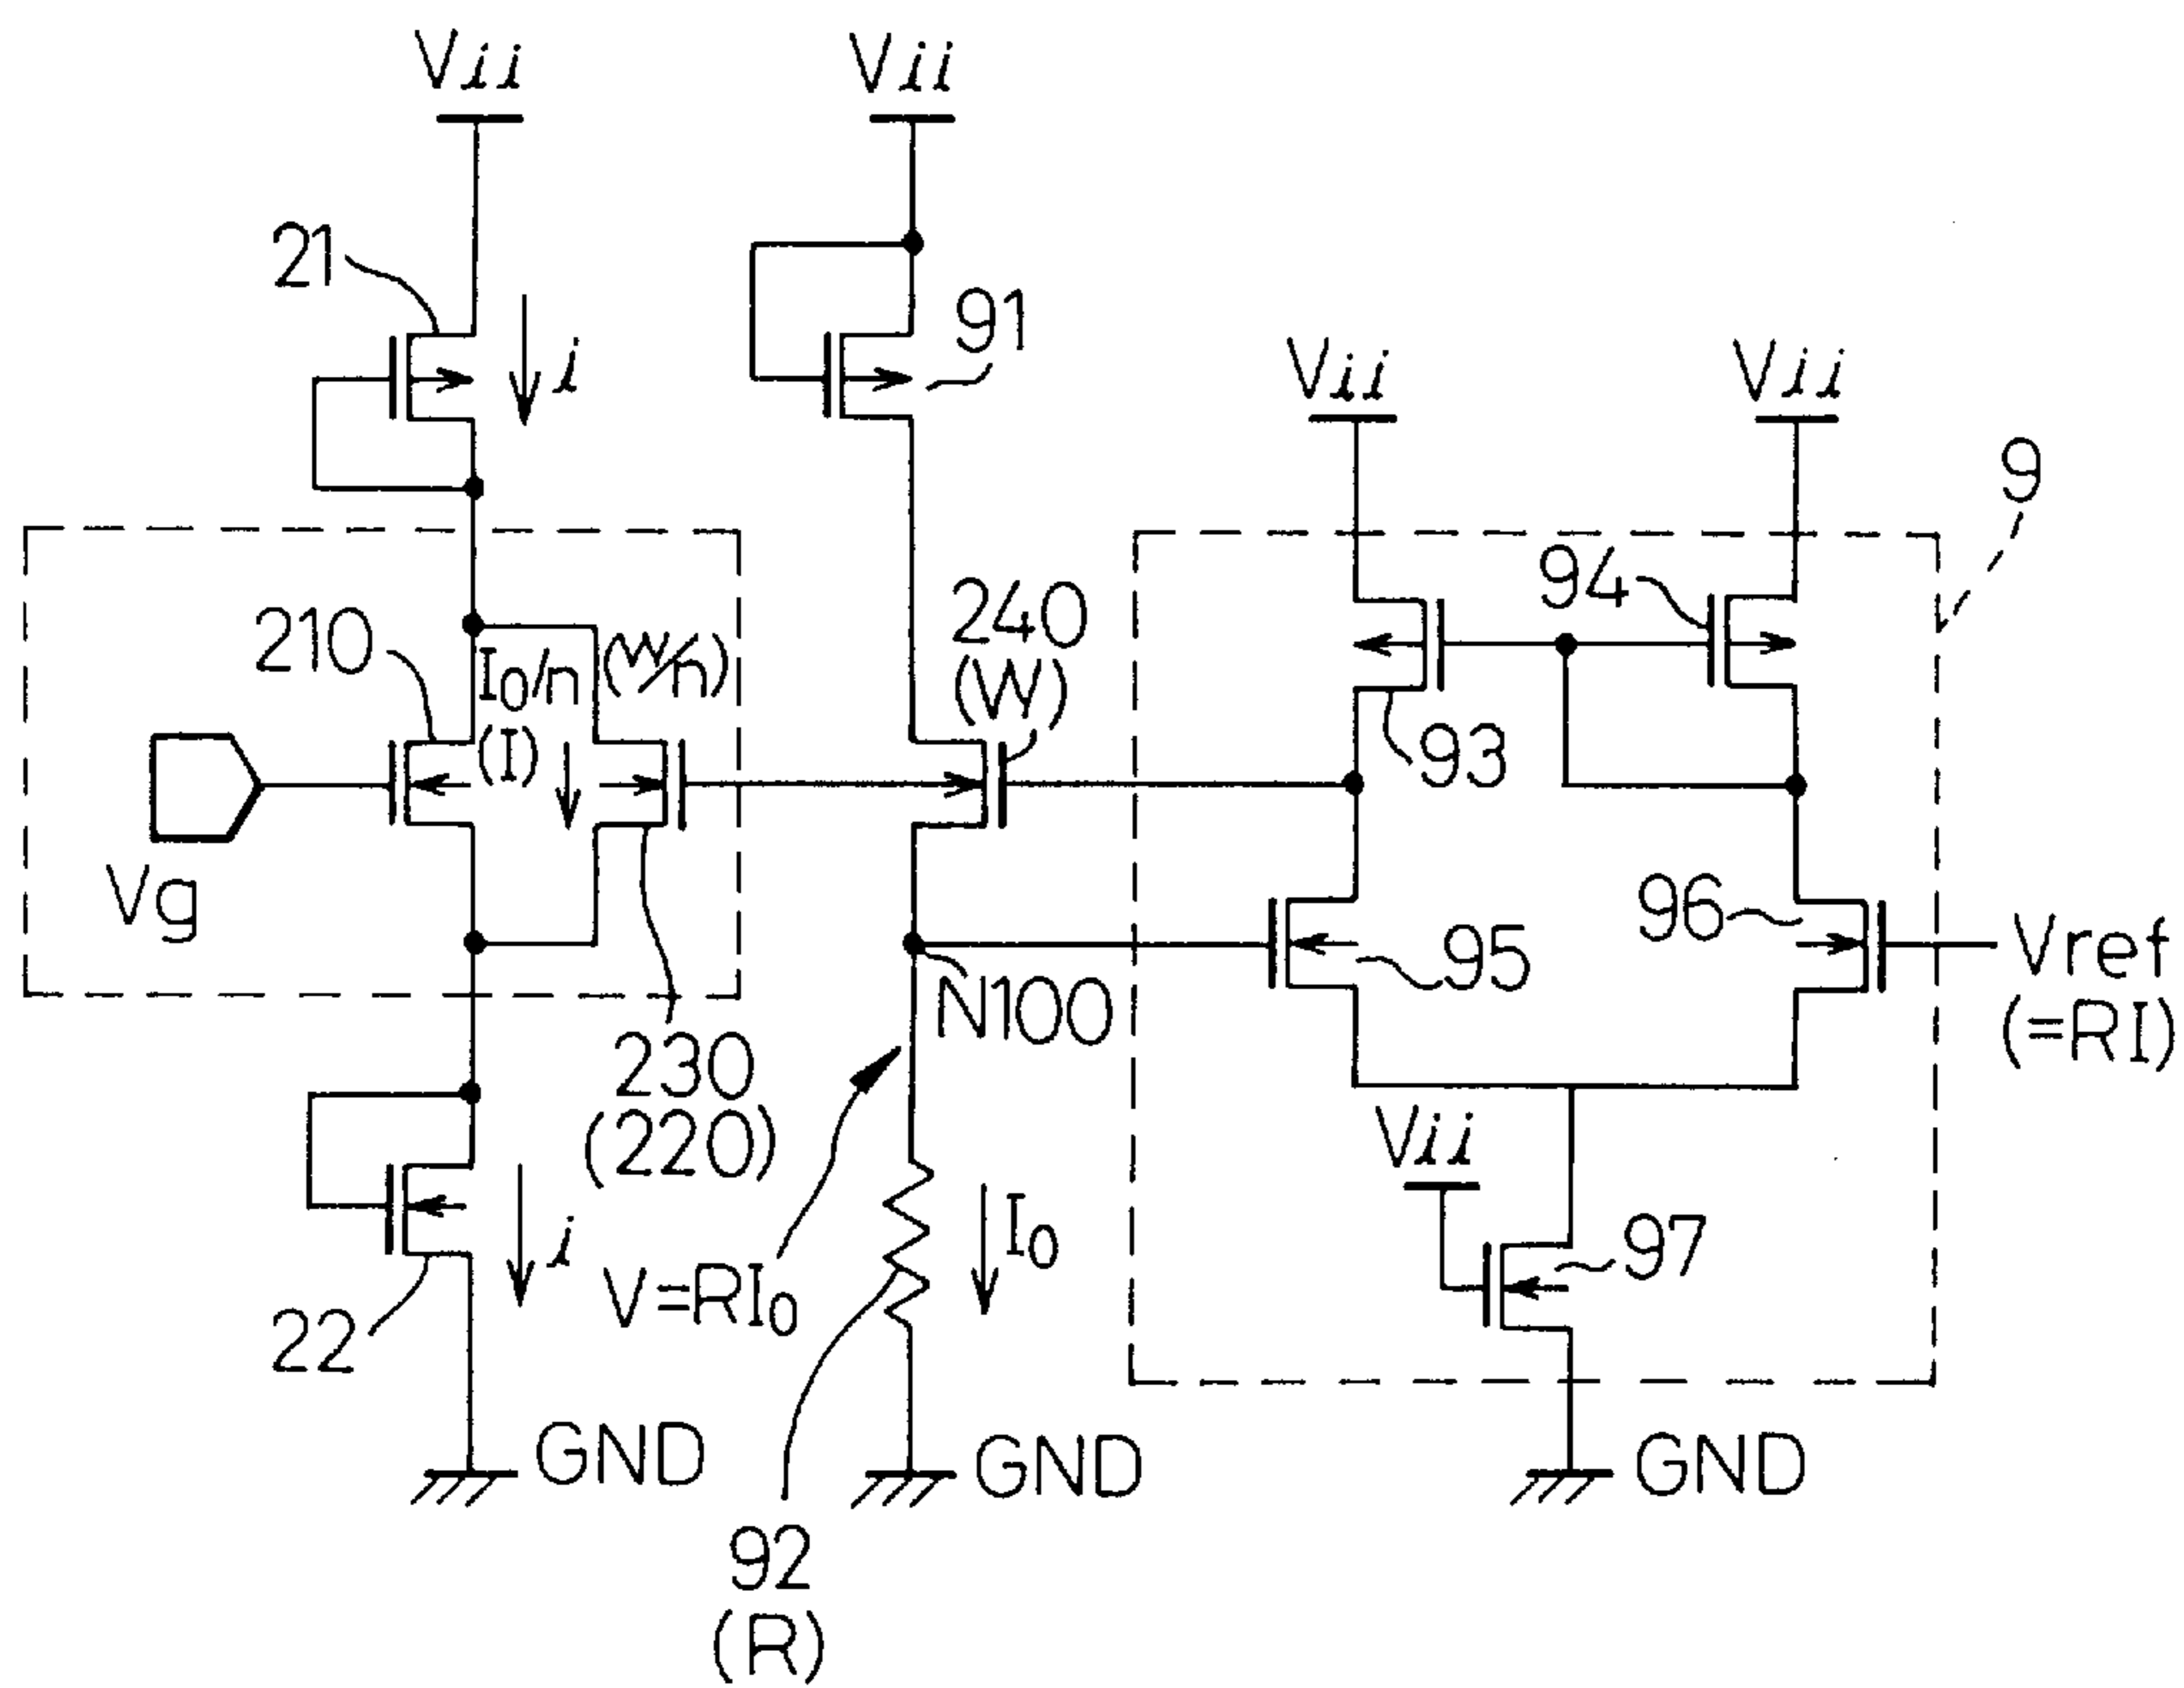 Vii
Vii
21
91
i
Vii
Vii
9
94
210
I0/n
(W/n)
240
(W)
(I)
93
Vg
96
Vref
(=RI)
95
N100
230
(220)
Vii
i
I0
97
V=RI0
22
GND
GND
GND
92
(R)